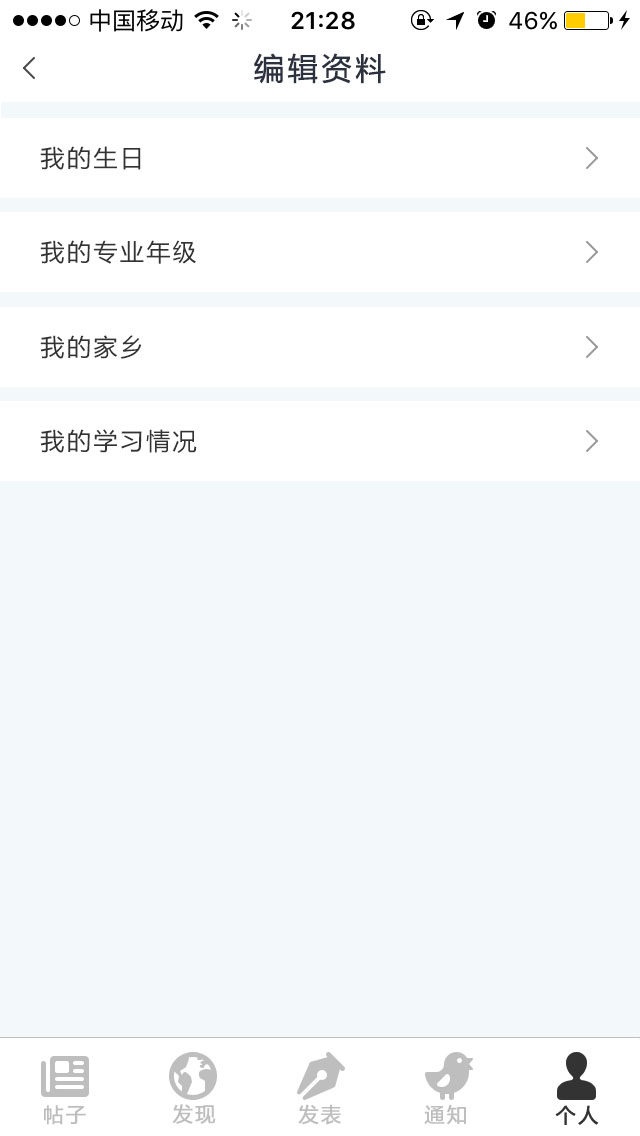 中国移动 21:28 46%
编辑资料
我的生日
我的专业年级
我的家乡
我的学习情况
帖子 发现 发表 通知 个人